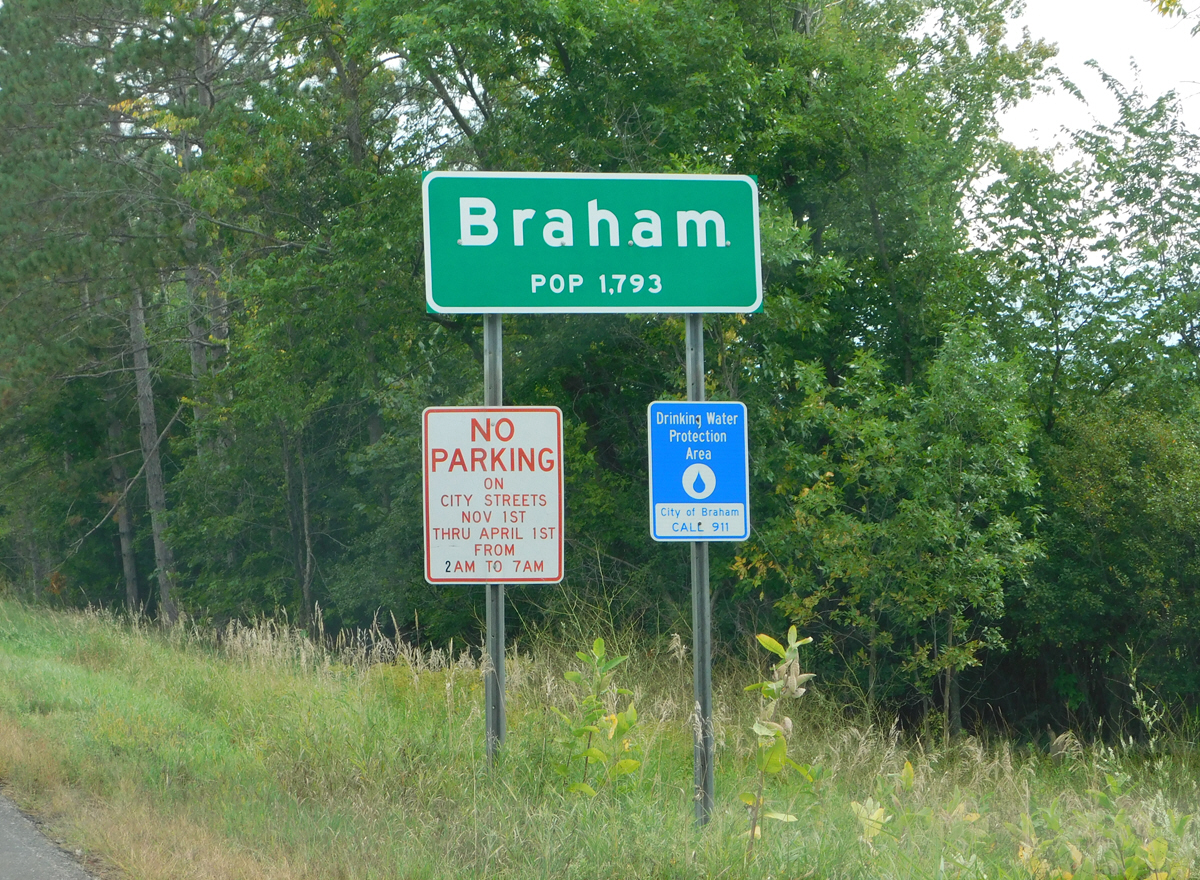 Braham
POP 1,793
NO
PARKING
ON
CITY STREETS
NOV 1ST
THRU APRIL 1ST
FROM
2AM TO 7AM
Drinking Water
Protection
Area
City of Braham
CALL 911